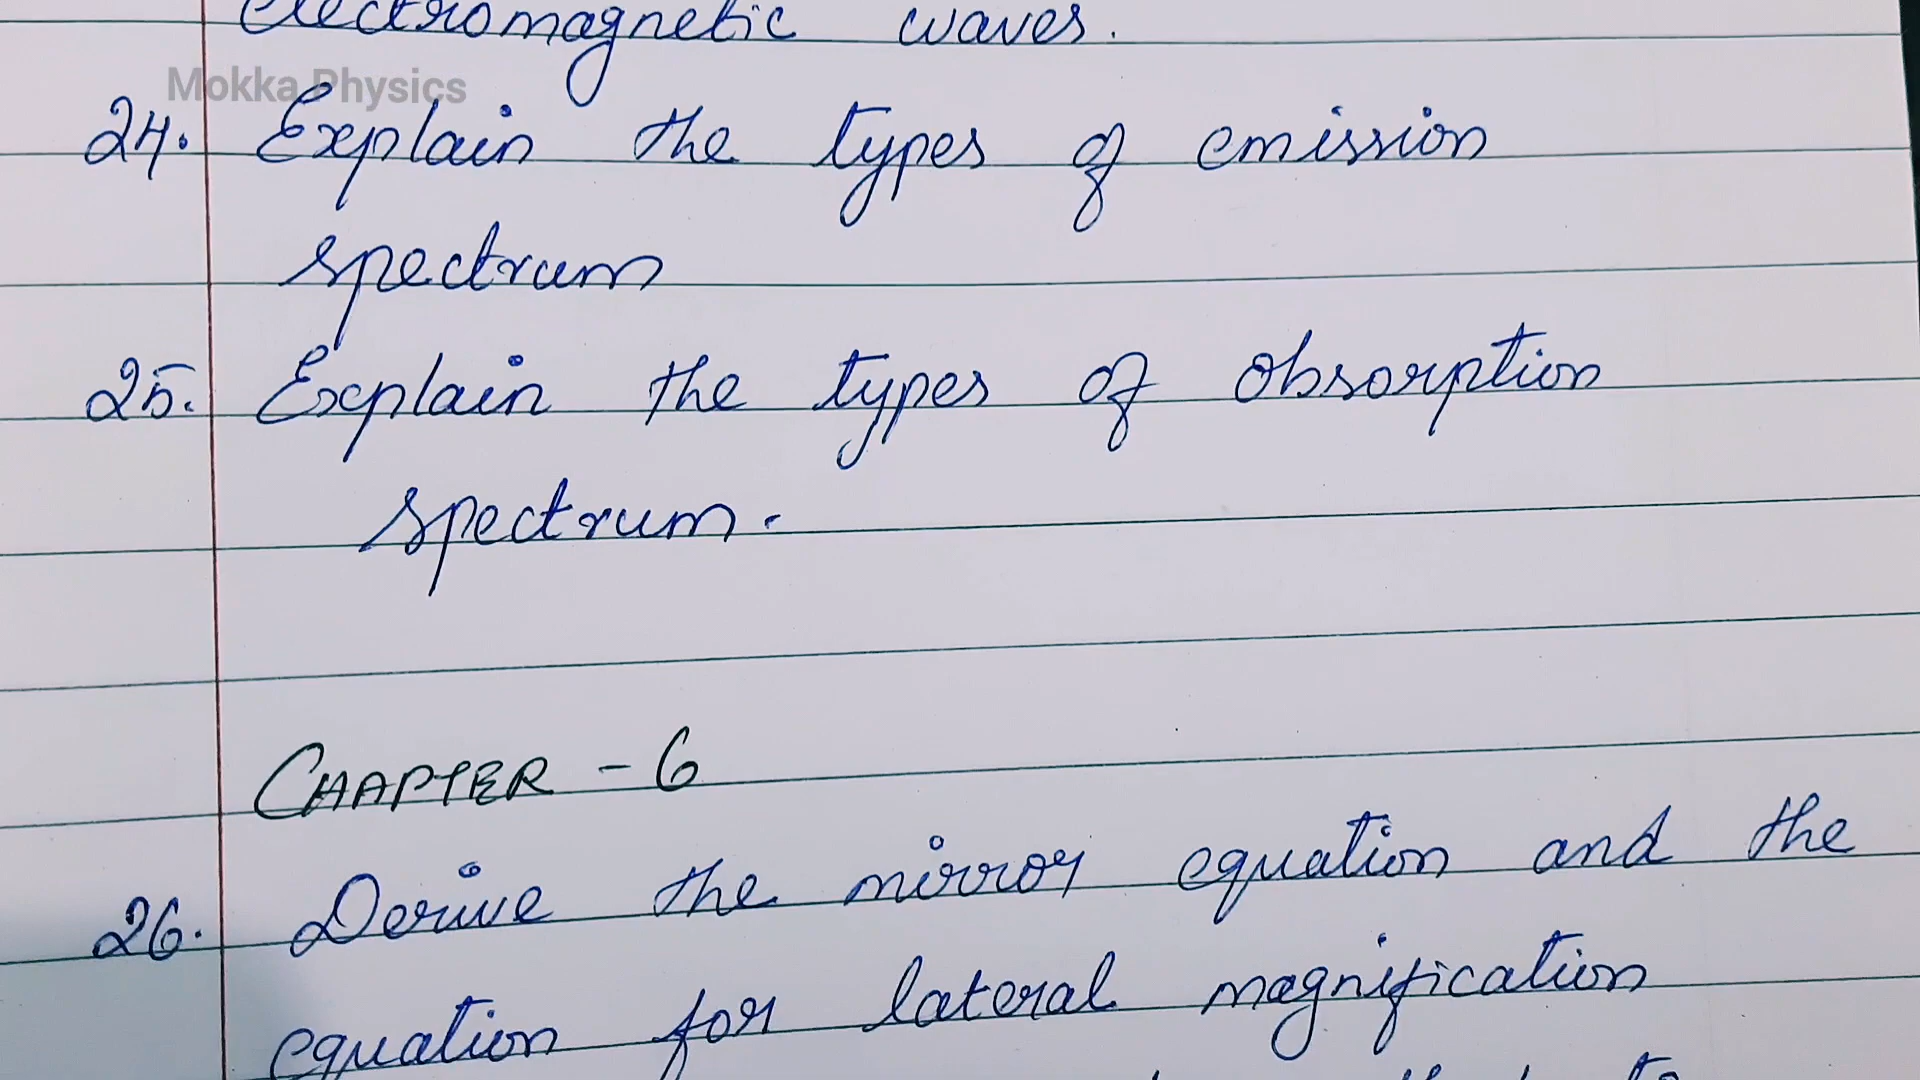 electromagnetic waves.
Mokka Physics
24. Explain the types of emission
spectrum
25. Explain the types of obsorption
spectrum.
CHAPTER - 6
26. Derive the mirror equation and the
equation for lateral magnification